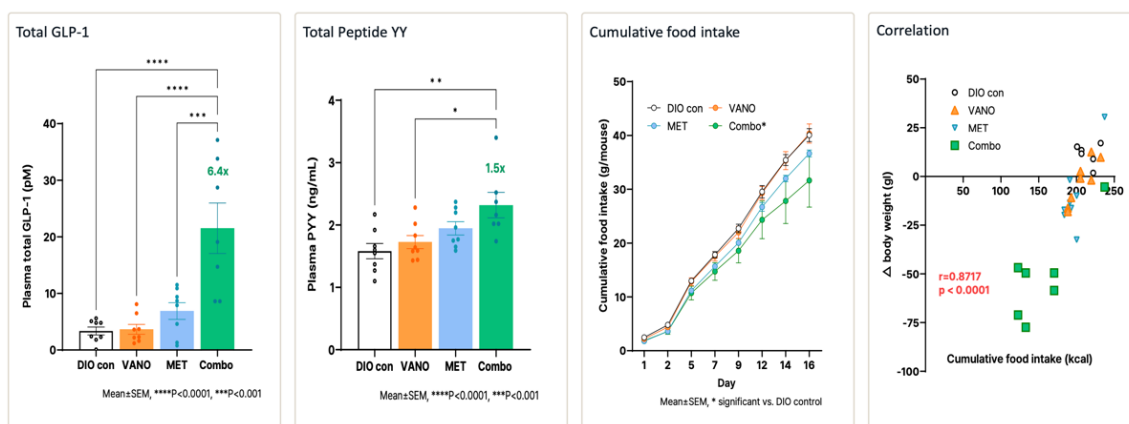 Total GLP-1
****
****
***
6.4x
Plasma total GLP-1 (pM)
40
30
20
10
0
DIO con VANO MET Combo
Mean±SEM, ****P<0.0001, ***P<0.001
Total Peptide YY
**
*
1.5x
Plasma PYY (ng/mL)
4
3
2
1
0
DIO con VANO MET Combo
Mean±SEM, ****P<0.0001, ***P<0.001
Cumulative food intake
DIO con VANO
MET Combo*
Cumulative food intake (g/mouse)
50
40
30
20
10
0
1 2 5 7 9 12 14 16
Day
Mean±SEM, * significant vs. DIO control
Correlation
DIO con
VANO
MET
Combo
Δ body weight (gl)
50
25
0
-25
-50
-75
-100
50 100 150 200 250
r=0.8717
p < 0.0001
Cumulative food intake (kcal)